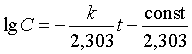 lg C = − k/2,303 t − const/2,303